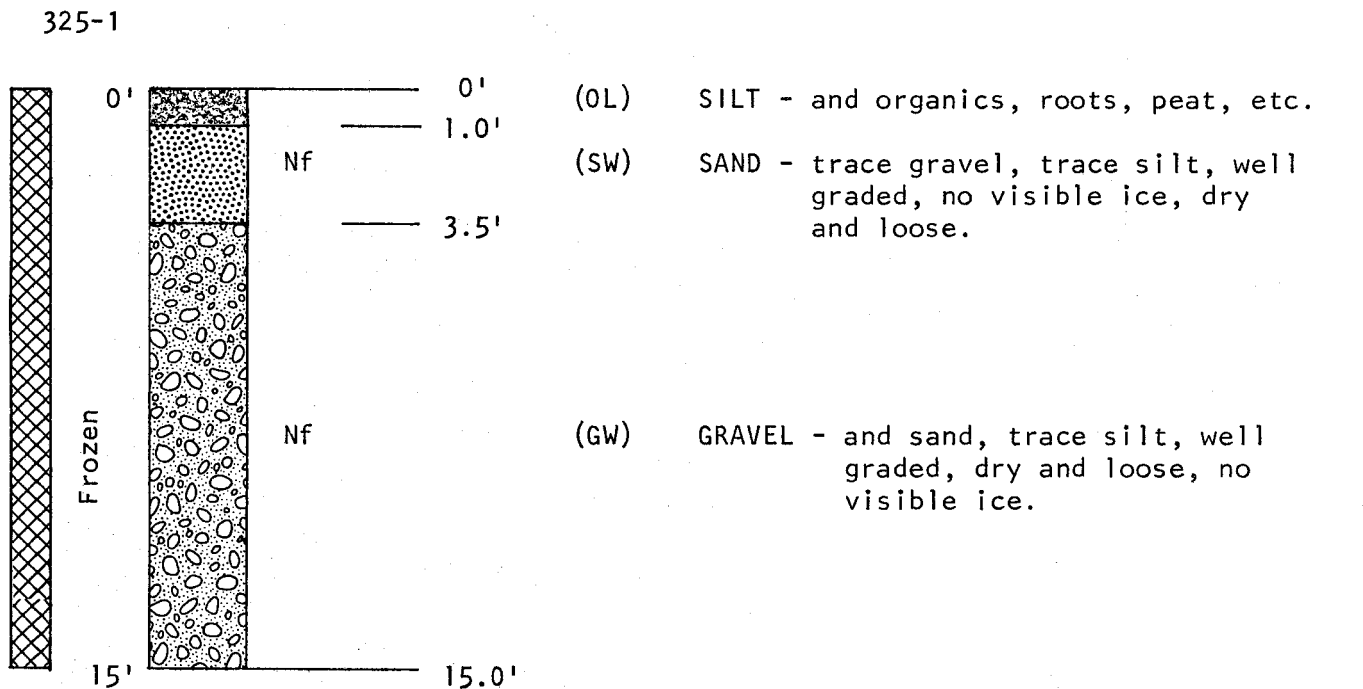 325-1
0'
0'
(OL) SILT - and organics, roots, peat, etc.
1.0'
Nf
(SW) SAND - trace gravel, trace silt, well
graded, no visible ice, dry
and loose.
3.5'
Frozen
Nf
(GW) GRAVEL - and sand, trace silt, well
graded, dry and loose, no
visible ice.
15'
15.0'